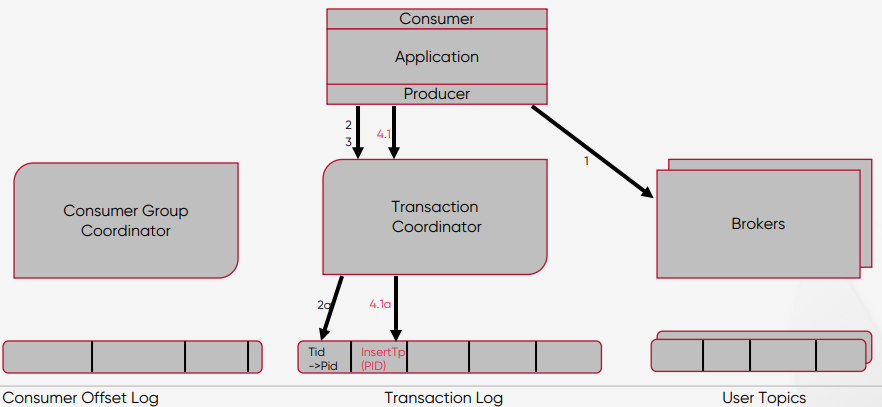 Consumer
Application
Producer
2
3
4.1
1
Consumer Group
Coordinator
Transaction
Coordinator
Brokers
2a
4.1a
Tid
->Pid
InsertTp
(PID)
Consumer Offset Log
Transaction Log
User Topics